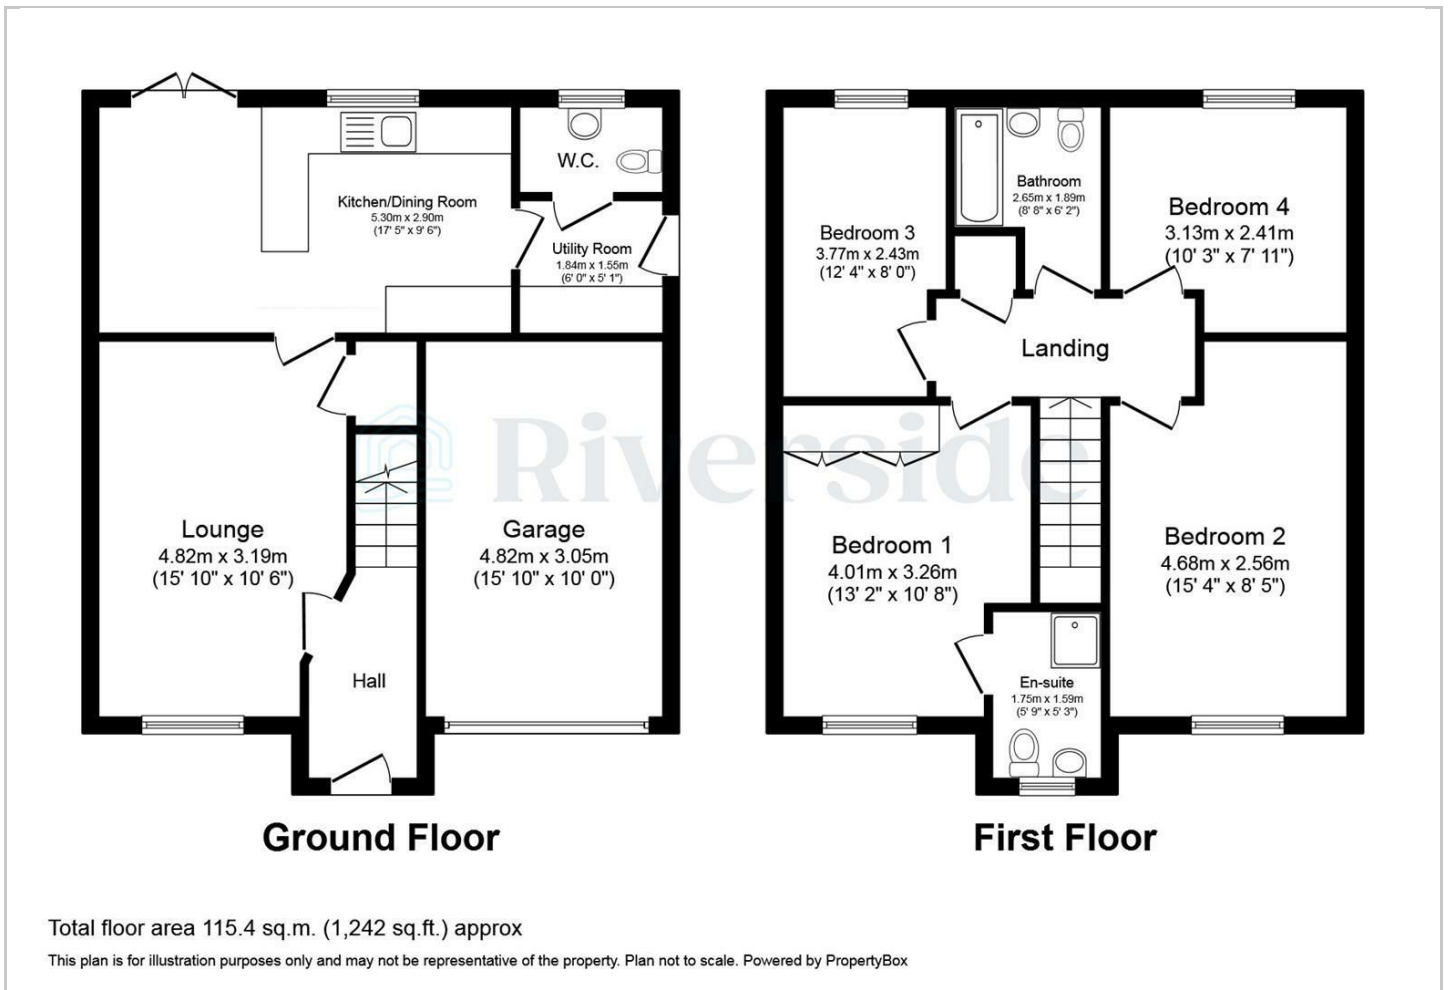 Kitchen/Dining Room
5.30m x 2.90m
(17' 5" x 9' 6")
W.C.
Utility Room
1.84m x 1.55m
(6' 0" x 5' 1")
Lounge
4.82m x 3.19m
(15' 10" x 10' 6")
Garage
4.82m x 3.05m
(15' 10" x 10' 0")
Hall
Ground Floor
Bedroom 3
3.77m x 2.43m
(12' 4" x 8' 0")
Bathroom
2.65m x 1.89m
(8' 8" x 6' 2")
Bedroom 4
3.13m x 2.41m
(10' 3" x 7' 11")
Landing
Bedroom 1
4.01m x 3.26m
(13' 2" x 10' 8")
Bedroom 2
4.68m x 2.56m
(15' 4" x 8' 5")
En-suite
1.75m x 1.59m
(5' 9" x 5' 3")
First Floor
Riverside
Total floor area 115.4 sq.m. (1,242 sq.ft.) approx
This plan is for illustration purposes only and may not be representative of the property. Plan not to scale. Powered by PropertyBox